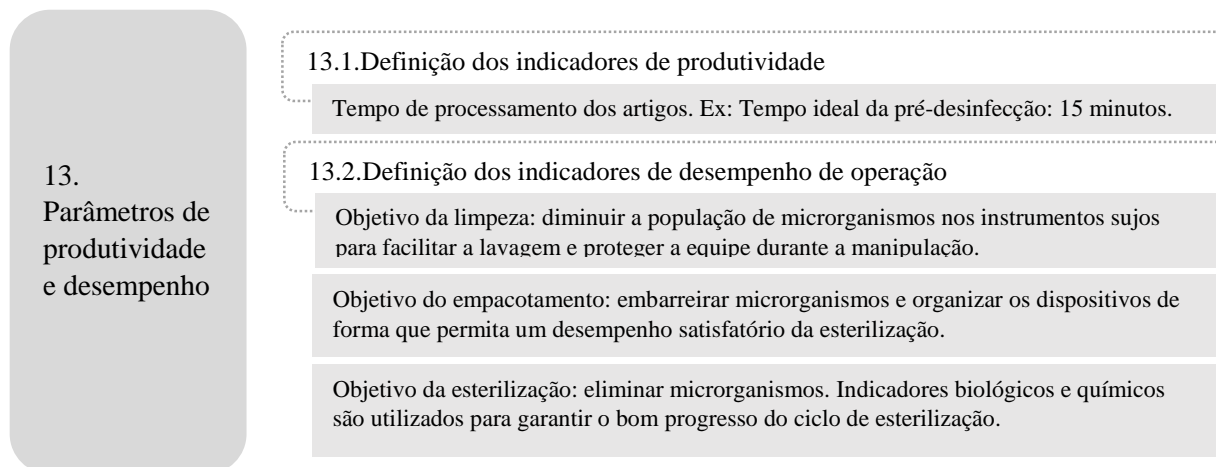 13.
Parâmetros de
produtividade
e desempenho
13.1.Definição dos indicadores de produtividade
Tempo de processamento dos artigos. Ex: Tempo ideal da pré-desinfecção: 15 minutos.
13.2.Definição dos indicadores de desempenho de operação
Objetivo da limpeza: diminuir a população de microrganismos nos instrumentos sujos
para facilitar a lavagem e proteger a equipe durante a manipulação.
Objetivo do empacotamento: embarreirar microrganismos e organizar os dispositivos de
forma que permita um desempenho satisfatório da esterilização.
Objetivo da esterilização: eliminar microrganismos. Indicadores biológicos e químicos
são utilizados para garantir o bom progresso do ciclo de esterilização.